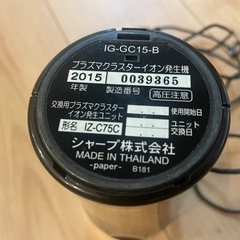 IG-GC15-B
プラズマクラスターイオン発生機
2015 年製 製造番号 0039365 高圧注意
交換用プラズマクラスター
イオン発生ユニット
形名 IZ-C75C
使用開始日
ユニット
交換日
シャープ株式会社
MADE IN THAILAND
-paper- B181